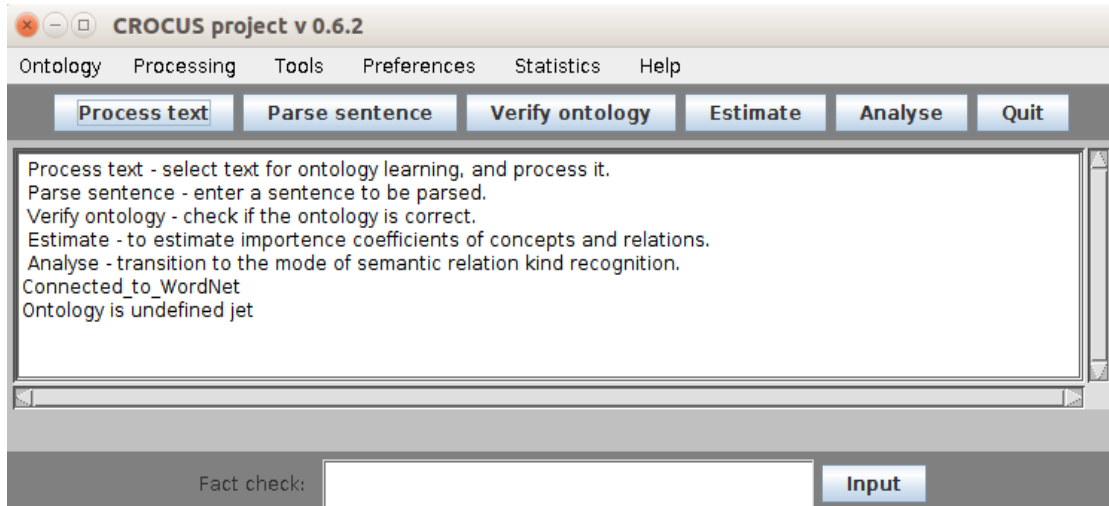 CROCUS project v 0.6.2
Ontology Processing Tools Preferences Statistics Help
Process text Parse sentence Verify ontology Estimate Analyse Quit
Process text - select text for ontology learning, and process it.
Parse sentence - enter a sentence to be parsed.
Verify ontology - check if the ontology is correct.
Estimate - to estimate importence coefficients of concepts and relations.
Analyse - transition to the mode of semantic relation kind recognition.
Connected_to_WordNet
Ontology is undefined jet
Fact check: Input